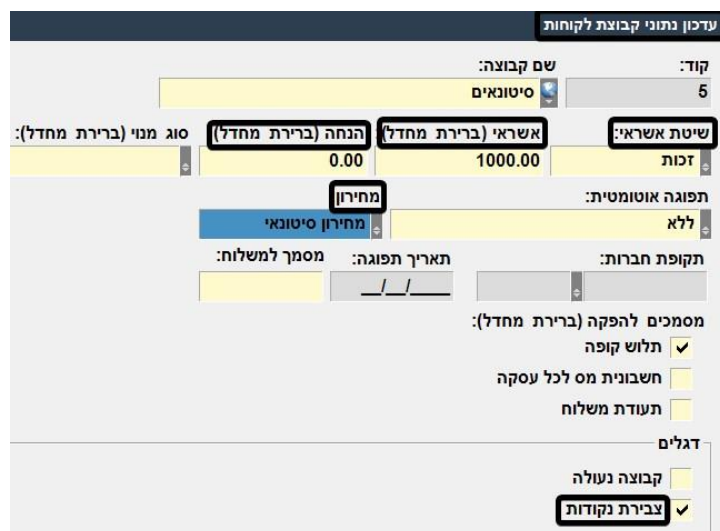 עדכון נתוני קבוצת לקוחות
קוד: שם קבוצה:
5 סיטונאים
שיטת אשראי: אשראי (ברירת מחדל) הנחה (ברירת מחדל) סוג מנוי (ברירת מחדל):
זכות 1000.00 0.00
תפוגה אוטומטית: מחירון
ללא מחירון סיטונאי
תקופת חברות: תאריך תפוגה: מסמך למשלוח:
__/__/____
מסמכים להפקה (ברירת מחדל):
תלוש קופה
חשבונית מס לכל עסקה
תעודת משלוח
דגלים
קבוצה נעולה
צבירת נקודות